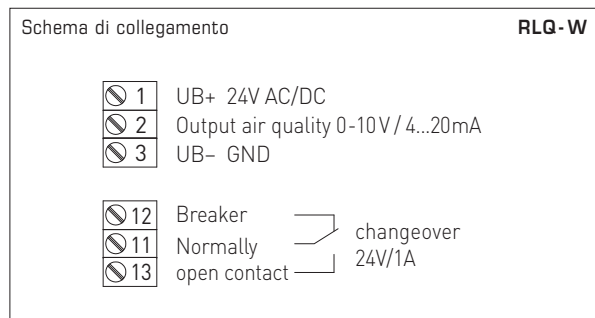 Schema di collegamento RLQ-W
1 UB+ 24V AC/DC
2 Output air quality 0-10V / 4...20mA
3 UB– GND
12 Breaker
changeover
11 Normally
24V/1A
13 open contact